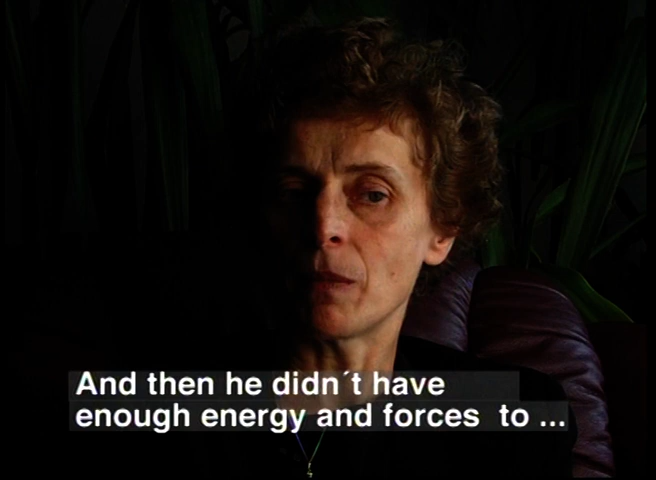 And then he didn´t have
enough energy and forces  to ...